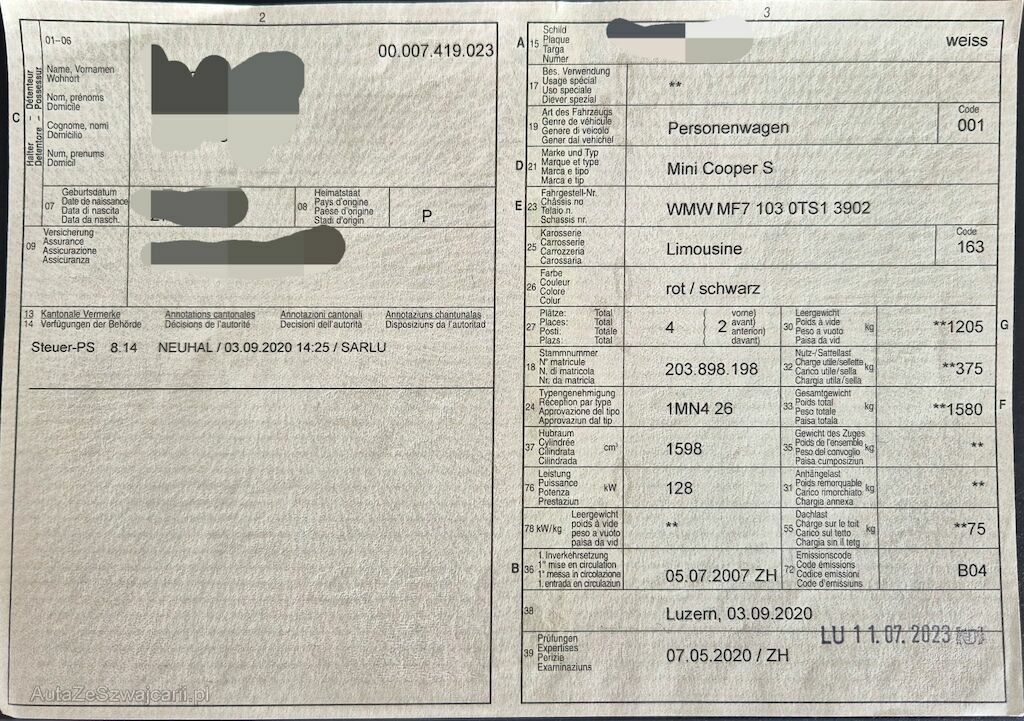 2
01-06
00.007.419.023
C
Halter - Détenteur
Detentore - Possessur
Name, Vornamen
Wohnort
Nom, prénoms
Domicile
Cognome, nomi
Domicilio
Num, prenums
Domicil
07
Geburtsdatum
Date de naissance
Data di nascita
Data da nasch.
08
Heimatstaat
Pays d'origine
Paese d'origine
Stadi d'origin
P
09
Versicherung
Assurance
Assicurazione
Assicuranza
13 Kantonale Vermerke Annotations cantonales Annotazioni cantonali Annotaziuns chantunalas
14 Verfügungen der Behörde Décisions de l'autorité Decisioni dell'autorità Disposiziuns da l'autoritad
Steuer-PS 8.14 NEUHAL / 03.09.2020 14:25 / SARLU
AutaZeSzwajcarii.pl
3
A 15
Schild
Plaque
Targa
Numer
weiss
17
Bes. Verwendung
Usage spécial
Uso speciale
Diever spezial
**
19
Art des Fahrzeugs
Genre de véhicule
Genere di veicolo
Gener dal vehichel
Personenwagen
Code
001
D 21
Marke und Typ
Marque et type
Marca e tipo
Marca e tip
Mini Cooper S
E 23
Fahrgestell-Nr.
Châssis no
Telaio n.
Schassis nr.
WMW MF7 103 0TS1 3902
25
Karosserie
Carrosserie
Carrozzeria
Carossaria
Limousine
Code
163
26
Farbe
Couleur
Colore
Colur
rot / schwarz
27
Plätze: Total
Places: Total
Posti: Totale
Plazs: Total
4
( 2
vorne)
avant)
anteriori)
davant)
30
Leergewicht
Poids à vide
Peso a vuoto
Paisa da vid
kg
**1205
G
18
Stammnummer
N° matricule
N. di matricola
Nr. da matricla
203.898.198
32
Nutz-/Sattellast
Charge utile/sellette
Carico utile/sella
Chargia utila/sella
kg
**375
24
Typengenehmigung
Réception par type
Approvazione del tipo
Approvaziun dal tip
1MN4 26
33
Gesamtgewicht
Poids total
Peso totale
Paisa totala
kg
**1580
F
37
Hubraum
Cylindrée
Cilindrata
Cilindrada
cm³
1598
35
Gewicht des Zuges
Poids de l'ensemble
Peso del convoglio
Paisa cumposiziun
kg
**
76
Leistung
Puissance
Potenza
Prestaziun
kW
128
31
Anhängelast
Poids remorquable
Carico rimorchiato
Chargia annexa
kg
**
78 kW/kg
Leergewicht
poids à vide
peso a vuoto
paisa da vid
**
55
Dachlast
Charge sur le toit
Carico sul tetto
Chargia sin il tetg
kg
**75
B 36
1. Inverkehrsetzung
1re mise en circulation
1a messa in circolazione
1. entrada en circulaziun
05.07.2007 ZH
72
Emissionscode
Code émissions
Codice emissioni
Code d'emissiuns
B04
38
Luzern, 03.09.2020
LU 11.07.2023
39
Prüfungen
Expertises
Perizie
Examinaziuns
07.05.2020 / ZH